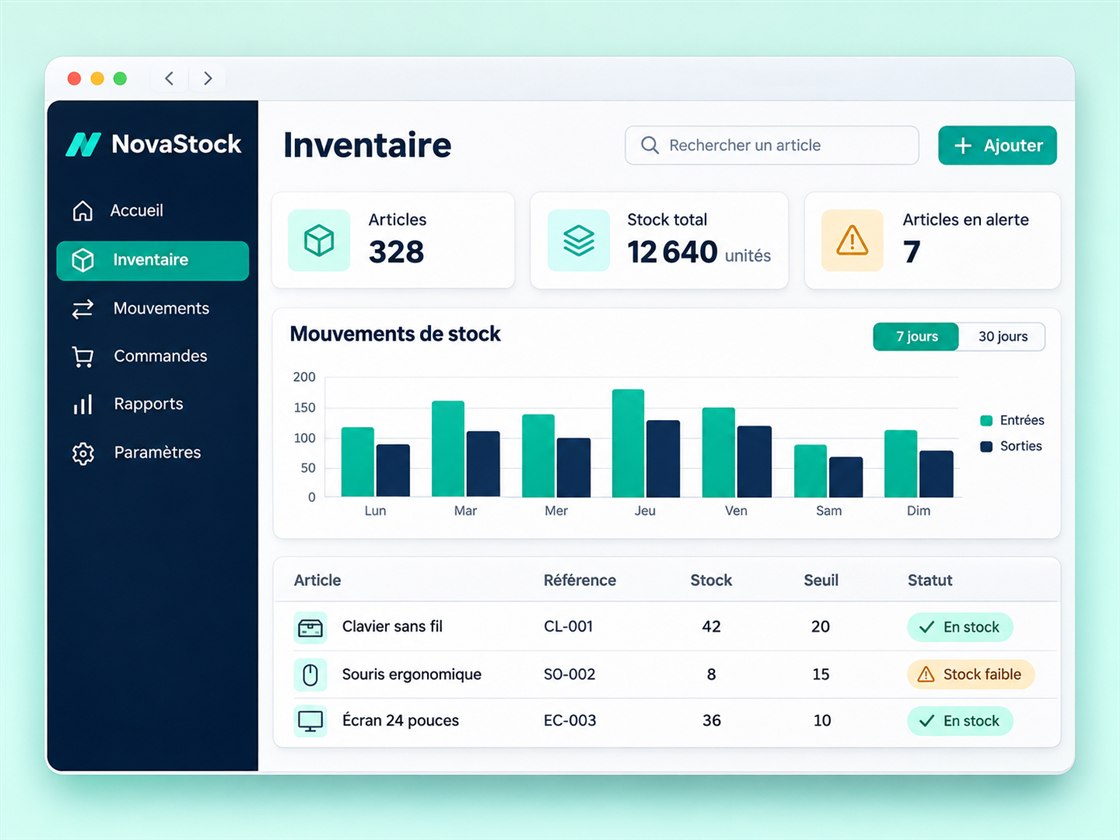 NovaStock
Accueil
Inventaire
Mouvements
Commandes
Rapports
Paramètres
Inventaire
Rechercher un article
+ Ajouter
Articles
328
Stock total
12 640 unités
Articles en alerte
7
Mouvements de stock
7 jours
30 jours
200
150
100
50
0
Lun Mar Mer Jeu Ven Sam Dim
Entrées
Sorties
Article Référence Stock Seuil Statut
Clavier sans fil CL-001 42 20 En stock
Souris ergonomique SO-002 8 15 Stock faible
Écran 24 pouces EC-003 36 10 En stock